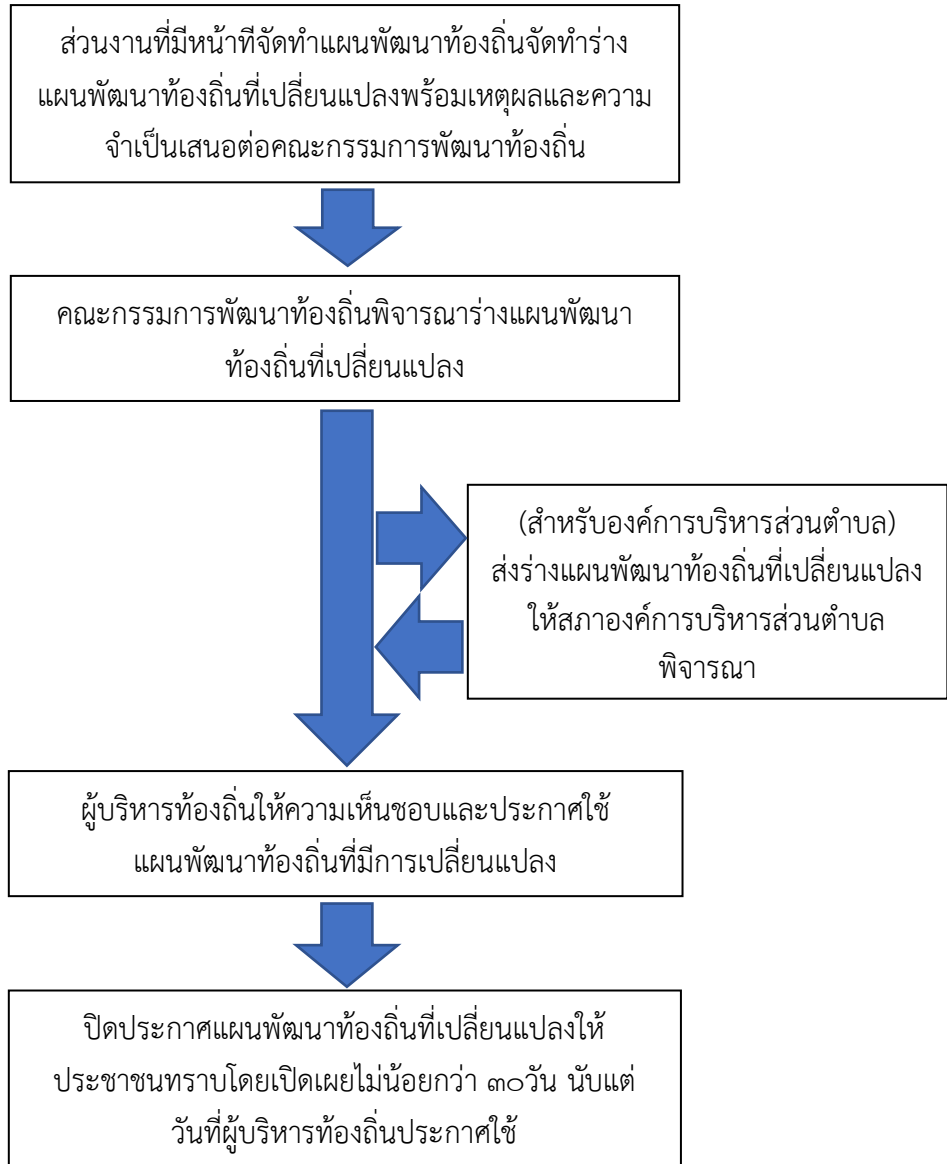 ส่วนงานที่มีหน้าทีจัดทำแผนพัฒนาท้องถิ่นจัดทำร่าง
แผนพัฒนาท้องถิ่นที่เปลี่ยนแปลงพร้อมเหตุผลและความ
จำเป็นเสนอต่อคณะกรรมการพัฒนาท้องถิ่น
คณะกรรมการพัฒนาท้องถิ่นพิจารณาร่างแผนพัฒนา
ท้องถิ่นที่เปลี่ยนแปลง
(สำหรับองค์การบริหารส่วนตำบล)
ส่งร่างแผนพัฒนาท้องถิ่นที่เปลี่ยนแปลง
ให้สภาองค์การบริหารส่วนตำบล
พิจารณา
ผู้บริหารท้องถิ่นให้ความเห็นชอบและประกาศใช้
แผนพัฒนาท้องถิ่นที่มีการเปลี่ยนแปลง
ปิดประกาศแผนพัฒนาท้องถิ่นที่เปลี่ยนแปลงให้
ประชาชนทราบโดยเปิดเผยไม่น้อยกว่า ๓๐วัน นับแต่
วันที่ผู้บริหารท้องถิ่นประกาศใช้